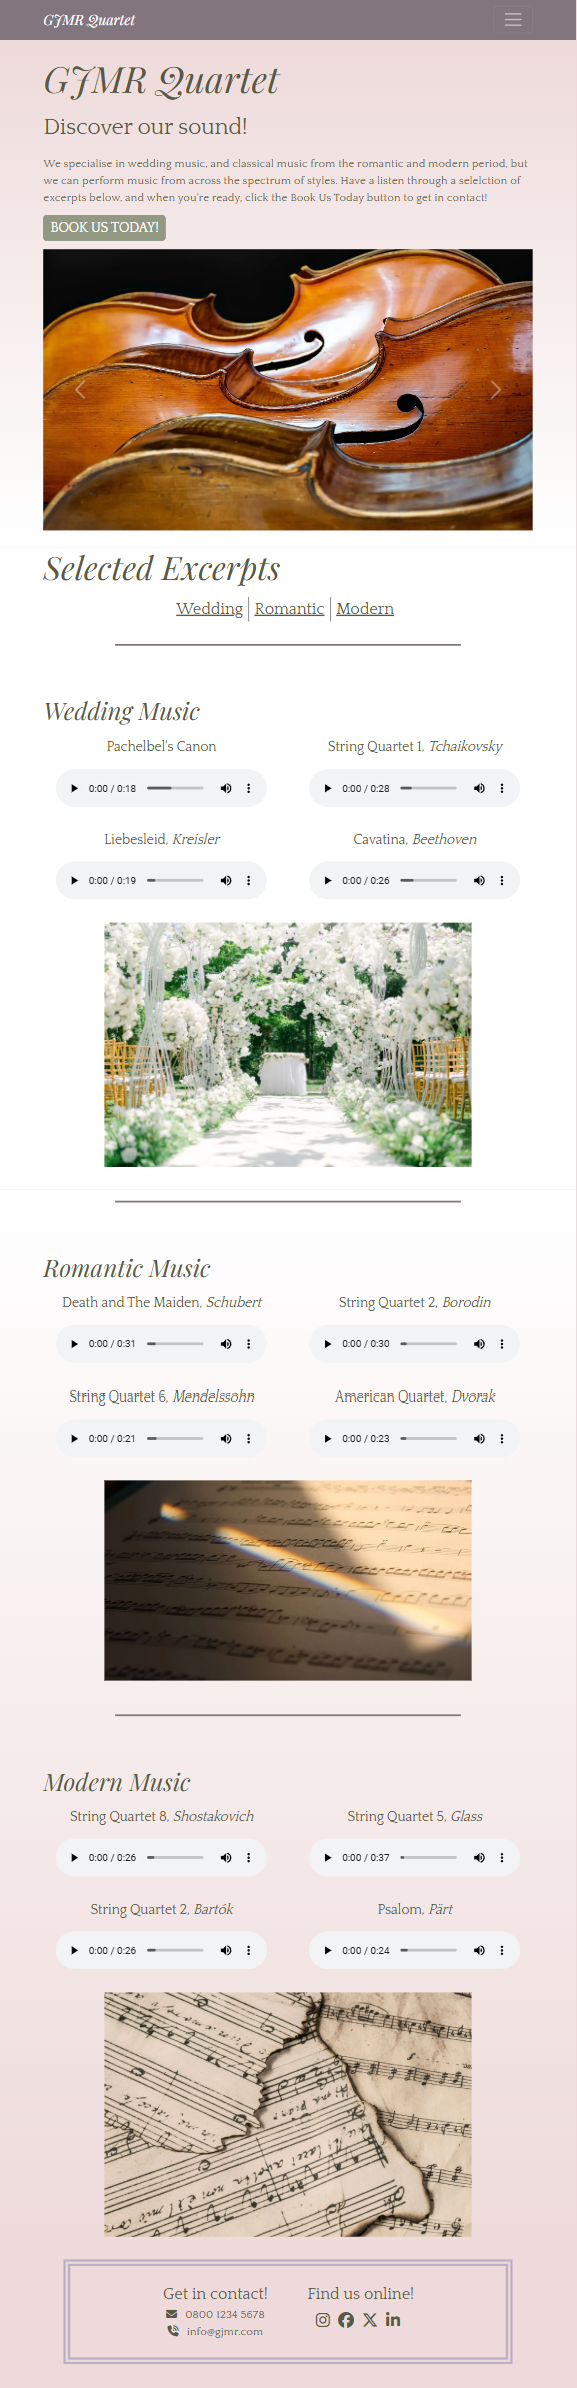 GJMR Quartet
GJMR Quartet
Discover our sound!
We specialise in wedding music, and classical music from the romantic and modern period, but
we can perform music from across the spectrum of styles. Have a listen through a selelction of
excerpts below, and when you're ready, click the Book Us Today button to get in contact!
BOOK US TODAY!
Selected Excerpts
Wedding Romantic Modern
Wedding Music
Pachelbel's Canon
String Quartet 1, Tchaikovsky
0:00 / 0:18
0:00 / 0:28
Liebesleid, Kreisler
Cavatina, Beethoven
0:00 / 0:19
0:00 / 0:26
Romantic Music
Death and The Maiden, Schubert
String Quartet 2, Borodin
0:00 / 0:31
0:00 / 0:30
String Quartet 6, Mendelssohn
American Quartet, Dvorak
0:00 / 0:21
0:00 / 0:23
Modern Music
String Quartet 8, Shostakovich
String Quartet 5, Glass
0:00 / 0:26
0:00 / 0:37
String Quartet 2, Bartók
Psalom, Pärt
0:00 / 0:26
0:00 / 0:24
Get in contact!
0800 1234 5678
info@gjmr.com
Find us online!